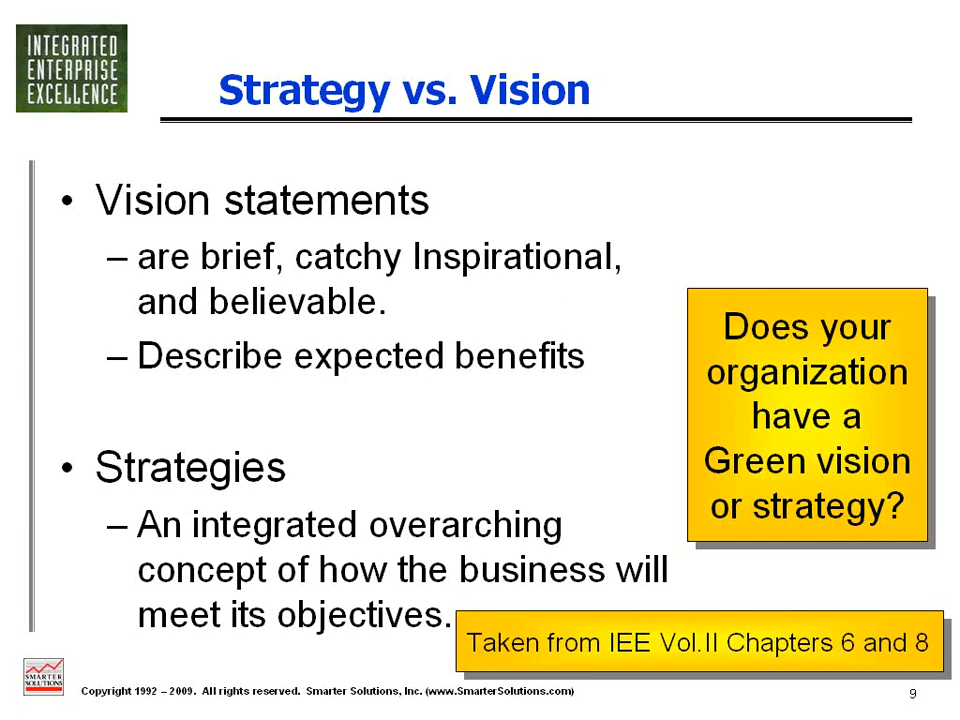 INTEGRATED
ENTERPRISE
EXCELLENCE
Strategy vs. Vision
• Vision statements
– are brief, catchy Inspirational,
and believable.
– Describe expected benefits
Does your
organization
have a
Green vision
or strategy?
• Strategies
– An integrated overarching
concept of how the business will
meet its objectives.
Taken from IEE Vol.II Chapters 6 and 8
SMARTER
SOLUTIONS
Copyright 1992 – 2009. All rights reserved. Smarter Solutions, Inc. (www.SmarterSolutions.com)
9